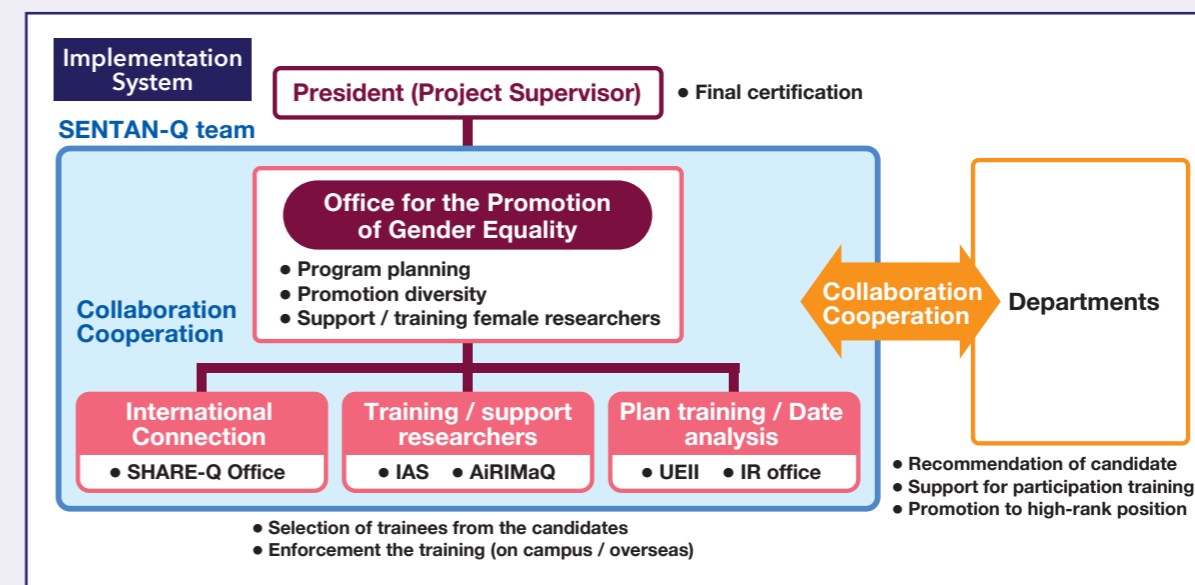 Implementation
System
President (Project Supervisor)
● Final certification
SENTAN-Q team
Office for the Promotion
of Gender Equality
● Program planning
● Promotion diversity
● Support / training female researchers
Collaboration
Cooperation
Collaboration
Cooperation
Departments
International
Connection
● SHARE-Q Office
Training / support
researchers
● IAS ● AiRIMaQ
Plan training / Date
analysis
● UEII ● IR office
● Recommendation of candidate
● Support for participation training
● Promotion to high-rank position
● Selection of trainees from the candidates
● Enforcement the training (on campus / overseas)